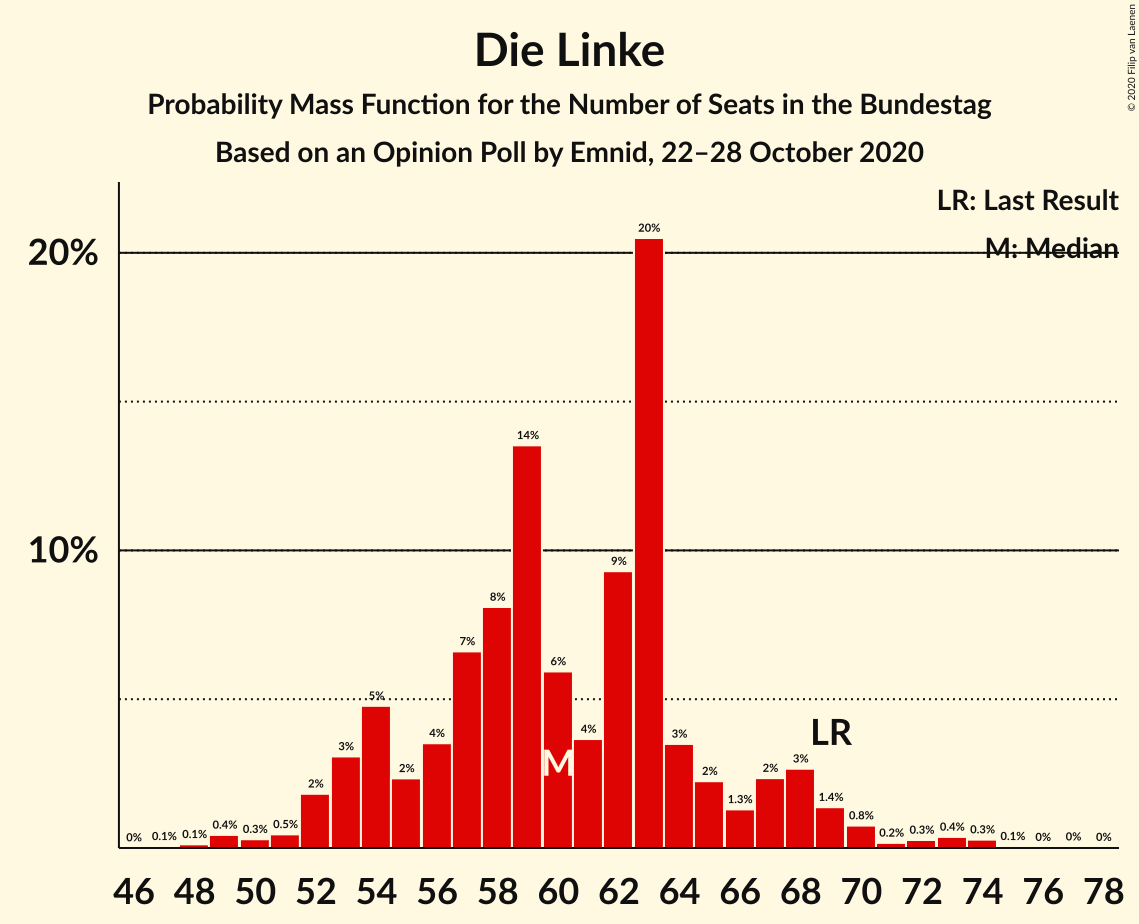 © 2020 Filip van Laenen
Die Linke
Probability Mass Function for the Number of Seats in the Bundestag
Based on an Opinion Poll by Emnid, 22–28 October 2020
LR: Last Result
M: Median
20%
10%
0% 0.1% 0.1% 0.4% 0.3% 0.5% 2% 3% 5% 2% 4% 7% 8% 14% 6% 4% 9% 20% 3% 2% 1.3% 2% 3% 1.4% 0.8% 0.2% 0.3% 0.4% 0.3% 0.1% 0% 0% 0%
M
LR
46 48 50 52 54 56 58 60 62 64 66 68 70 72 74 76 78